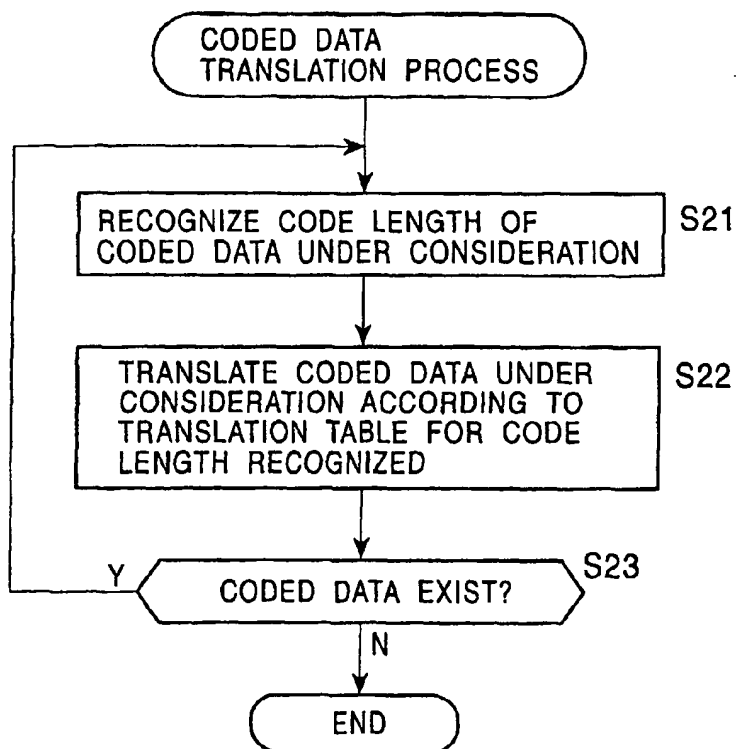 CODED DATA
TRANSLATION PROCESS
RECOGNIZE CODE LENGTH OF
CODED DATA UNDER CONSIDERATION
S21
TRANSLATE CODED DATA UNDER
CONSIDERATION ACCORDING TO
TRANSLATION TABLE FOR CODE
LENGTH RECOGNIZED
S22
Y
CODED DATA EXIST?
S23
N
END